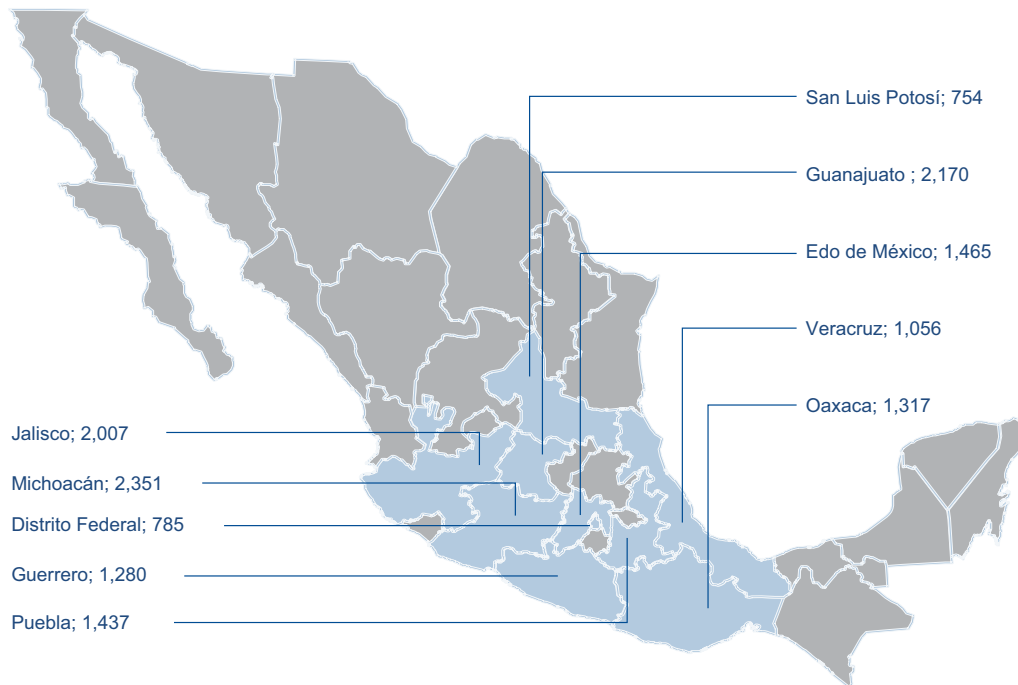 San Luis Potosí; 754
Guanajuato ; 2,170
Edo de México; 1,465
Veracruz; 1,056
Oaxaca; 1,317
Jalisco; 2,007
Michoacán; 2,351
Distrito Federal; 785
Guerrero; 1,280
Puebla; 1,437